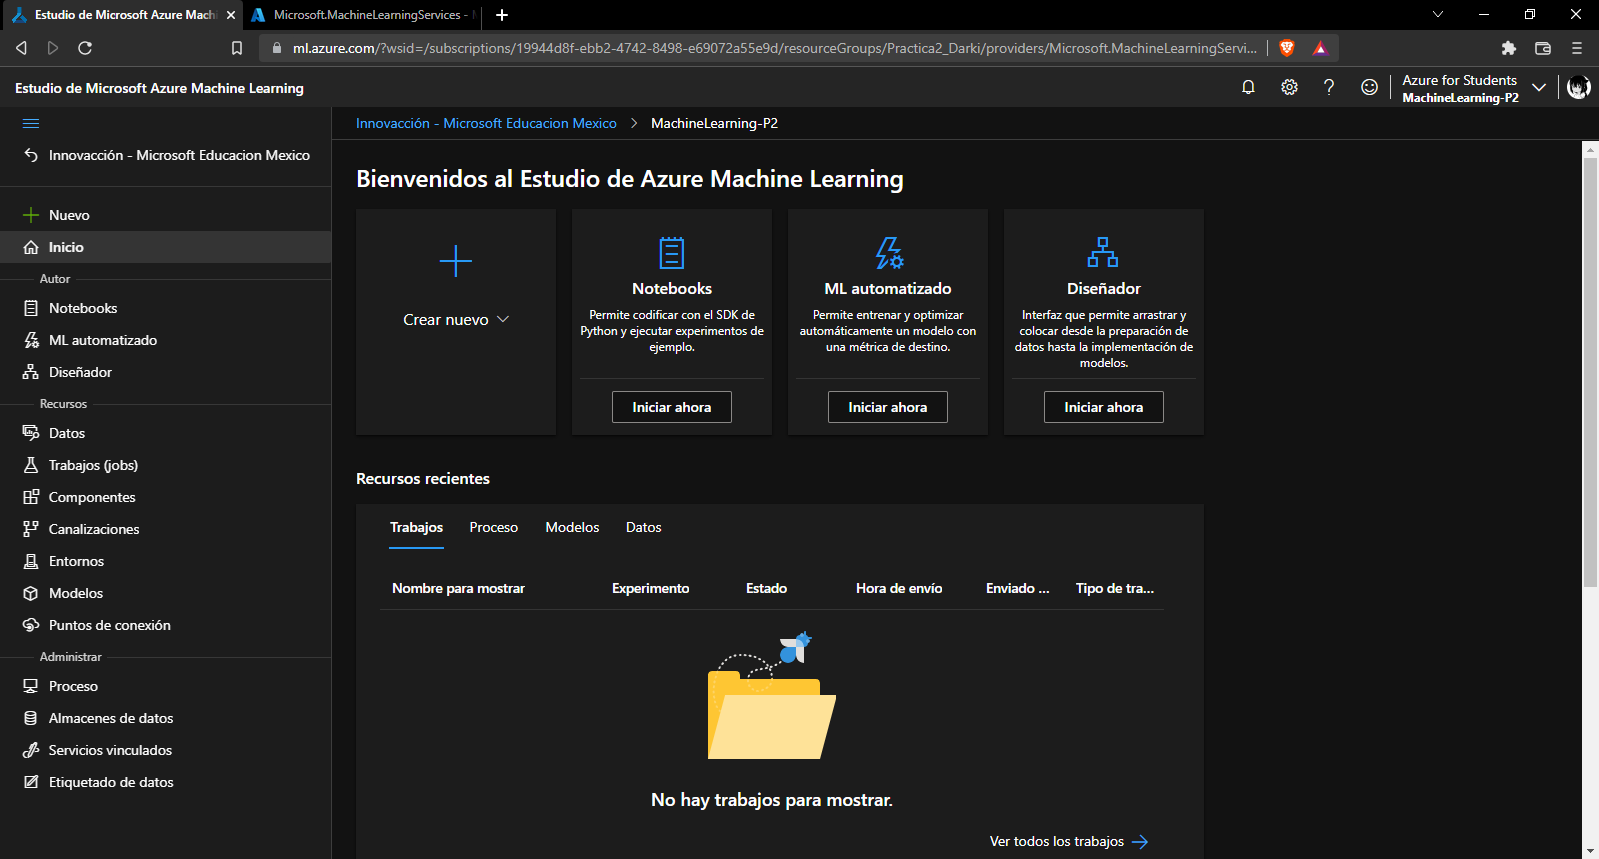 Estudio de Microsoft Azure Machi
Microsoft.MachineLearningServices -
ml.azure.com/?wsid=/subscriptions/19944d8f-ebb2-4742-8498-e69072a55e9d/resourceGroups/Practica2_Darki/providers/Microsoft.MachineLearningServi...
Estudio de Microsoft Azure Machine Learning
Azure for Students
MachineLearning-P2
Innovacción - Microsoft Educacion Mexico
Innovacción - Microsoft Educacion Mexico > MachineLearning-P2
Nuevo
Inicio
Autor
Notebooks
ML automatizado
Diseñador
Recursos
Datos
Trabajos (jobs)
Componentes
Canalizaciones
Entornos
Modelos
Puntos de conexión
Administrar
Proceso
Almacenes de datos
Servicios vinculados
Etiquetado de datos
Bienvenidos al Estudio de Azure Machine Learning
Crear nuevo
Notebooks
Permite codificar con el SDK de
Python y ejecutar experimentos de
ejemplo.
Iniciar ahora
ML automatizado
Permite entrenar y optimizar
automáticamente un modelo con
una métrica de destino.
Iniciar ahora
Diseñador
Interfaz que permite arrastrar y
colocar desde la preparación de
datos hasta la implementación de
modelos.
Iniciar ahora
Recursos recientes
Trabajos Proceso Modelos Datos
Nombre para mostrar Experimento Estado Hora de envío Enviado ... Tipo de tra...
No hay trabajos para mostrar.
Ver todos los trabajos